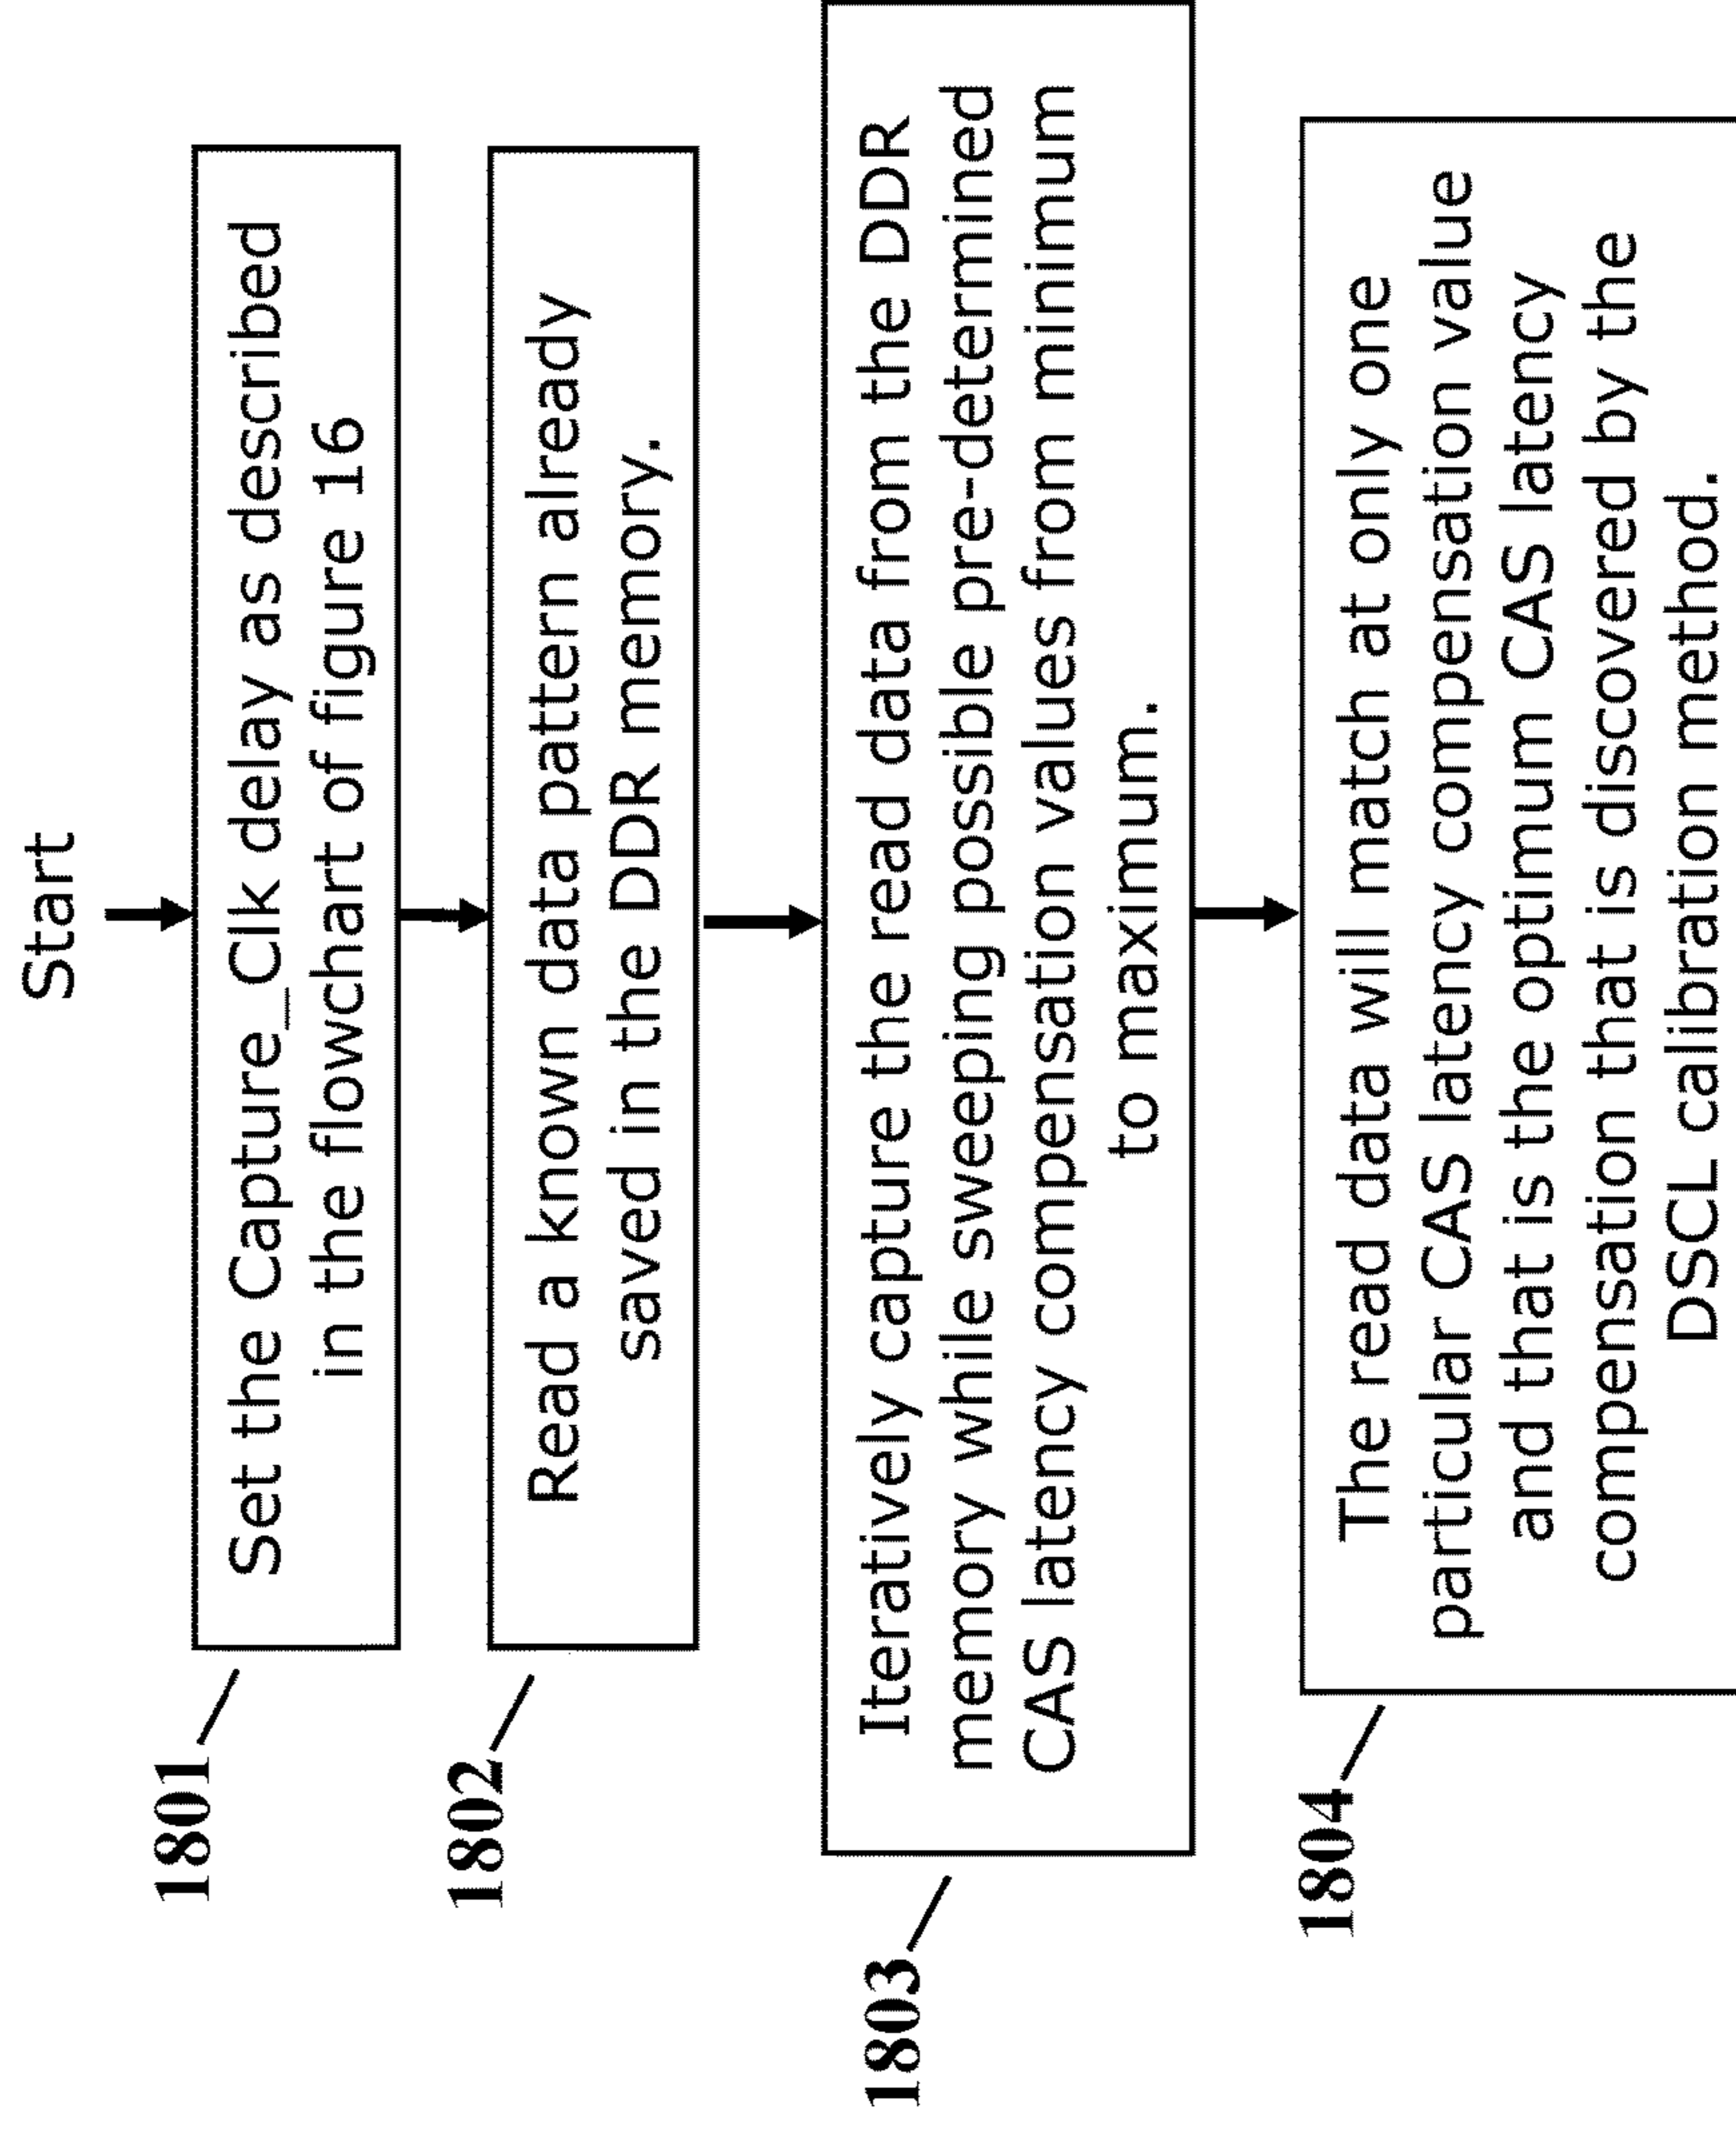 Start
1801
Set the Capture_Clk delay as described
in the flowchart of figure 16
1802
Read a known data pattern already
saved in the DDR memory.
1803
Iteratively capture the read data from the DDR
memory while sweeping possible pre-determined
CAS latency compensation values from minimum
to maximum.
1804
The read data will match at only one
particular CAS latency compensation value
and that is the optimum CAS latency
compensation that is discovered by the
DSCL calibration method.